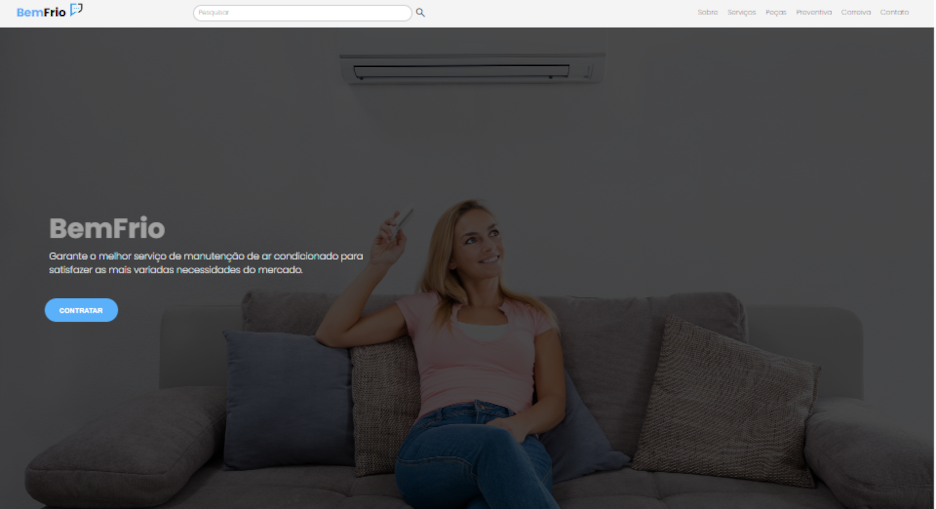 BemFrio
Pesquisar
Sobre Serviços Peças Preventiva Corroiva Contato
BemFrio
Garante o melhor serviço de manutenção de ar condicionado para
satisfazer as mais variadas necessidades do mercado.
CONTRATAR